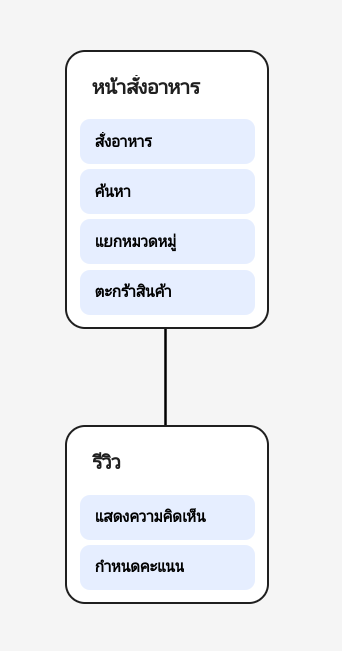 หน้าสั่งอาหาร
สั่งอาหาร
ค้นหา
แยกหมวดหมู่
ตะกร้าสินค้า
รีวิว
แสดงความคิดเห็น
กำหนดคะแนน